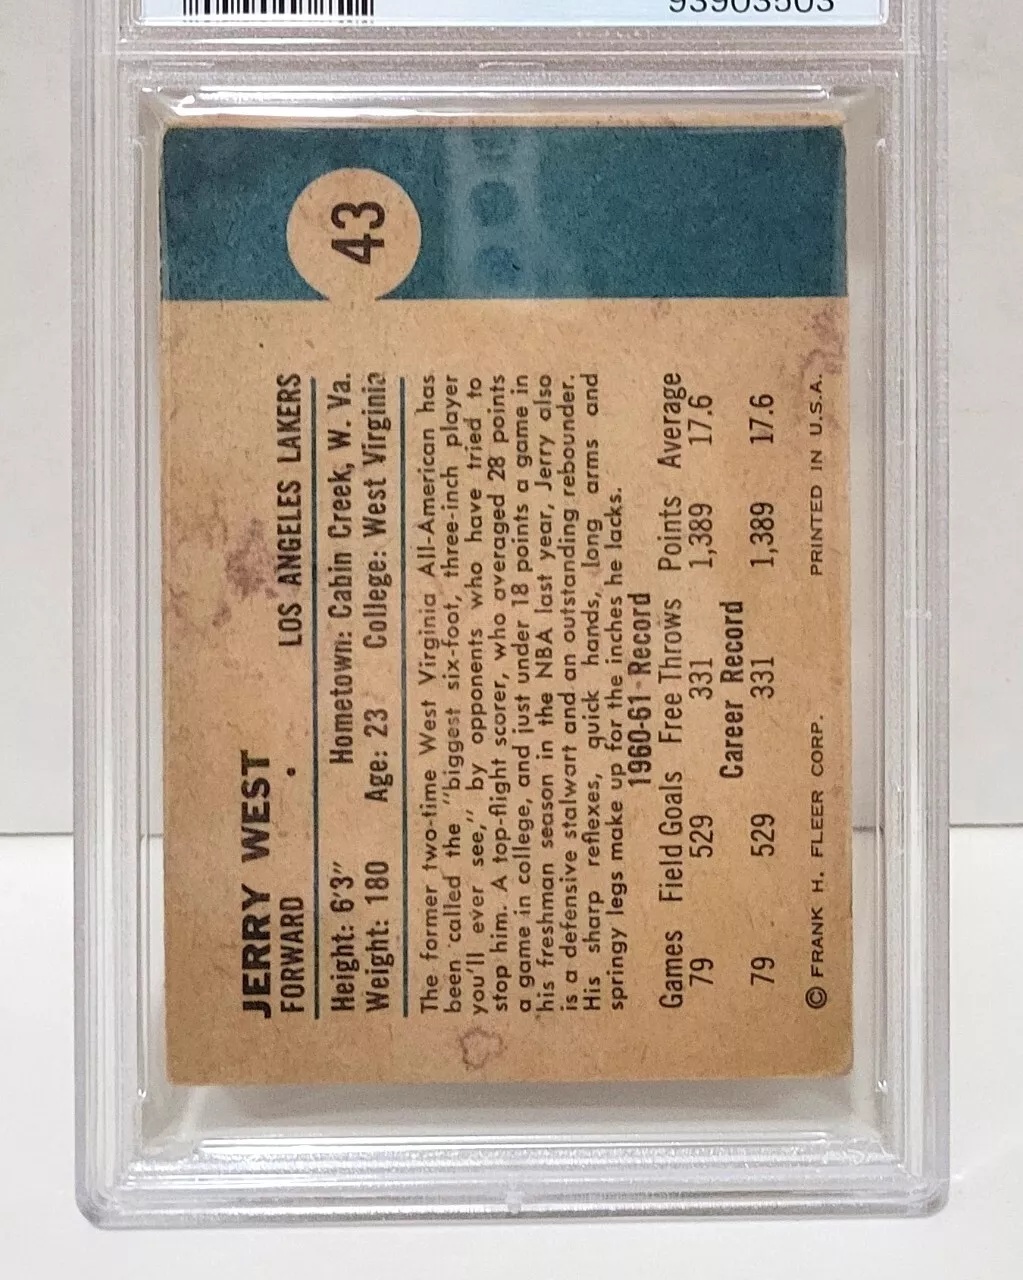 93903503
43
JERRY WEST
FORWARD LOS ANGELES LAKERS
Height: 6'3" Hometown: Cabin Creek, W. Va.
Weight: 180 Age: 23 College: West Virginia
The former two-time West Virginia All-American has
been called the "biggest six-foot, three-inch player
you'll ever see," by opponents who have tried to
stop him. A top-flight scorer, who averaged 28 points
a game in college, and just under 18 points a game in
his freshman season in the NBA last year, Jerry also
is a defensive stalwart and an outstanding rebounder.
His sharp reflexes, quick hands, long arms and
springy legs make up for the inches he lacks.
1960-61 Record
Games Field Goals Free Throws Points Average
79 529 331 1,389 17.6
Career Record
79 529 331 1,389 17.6
© FRANK H. FLEER CORP. PRINTED IN U.S.A.